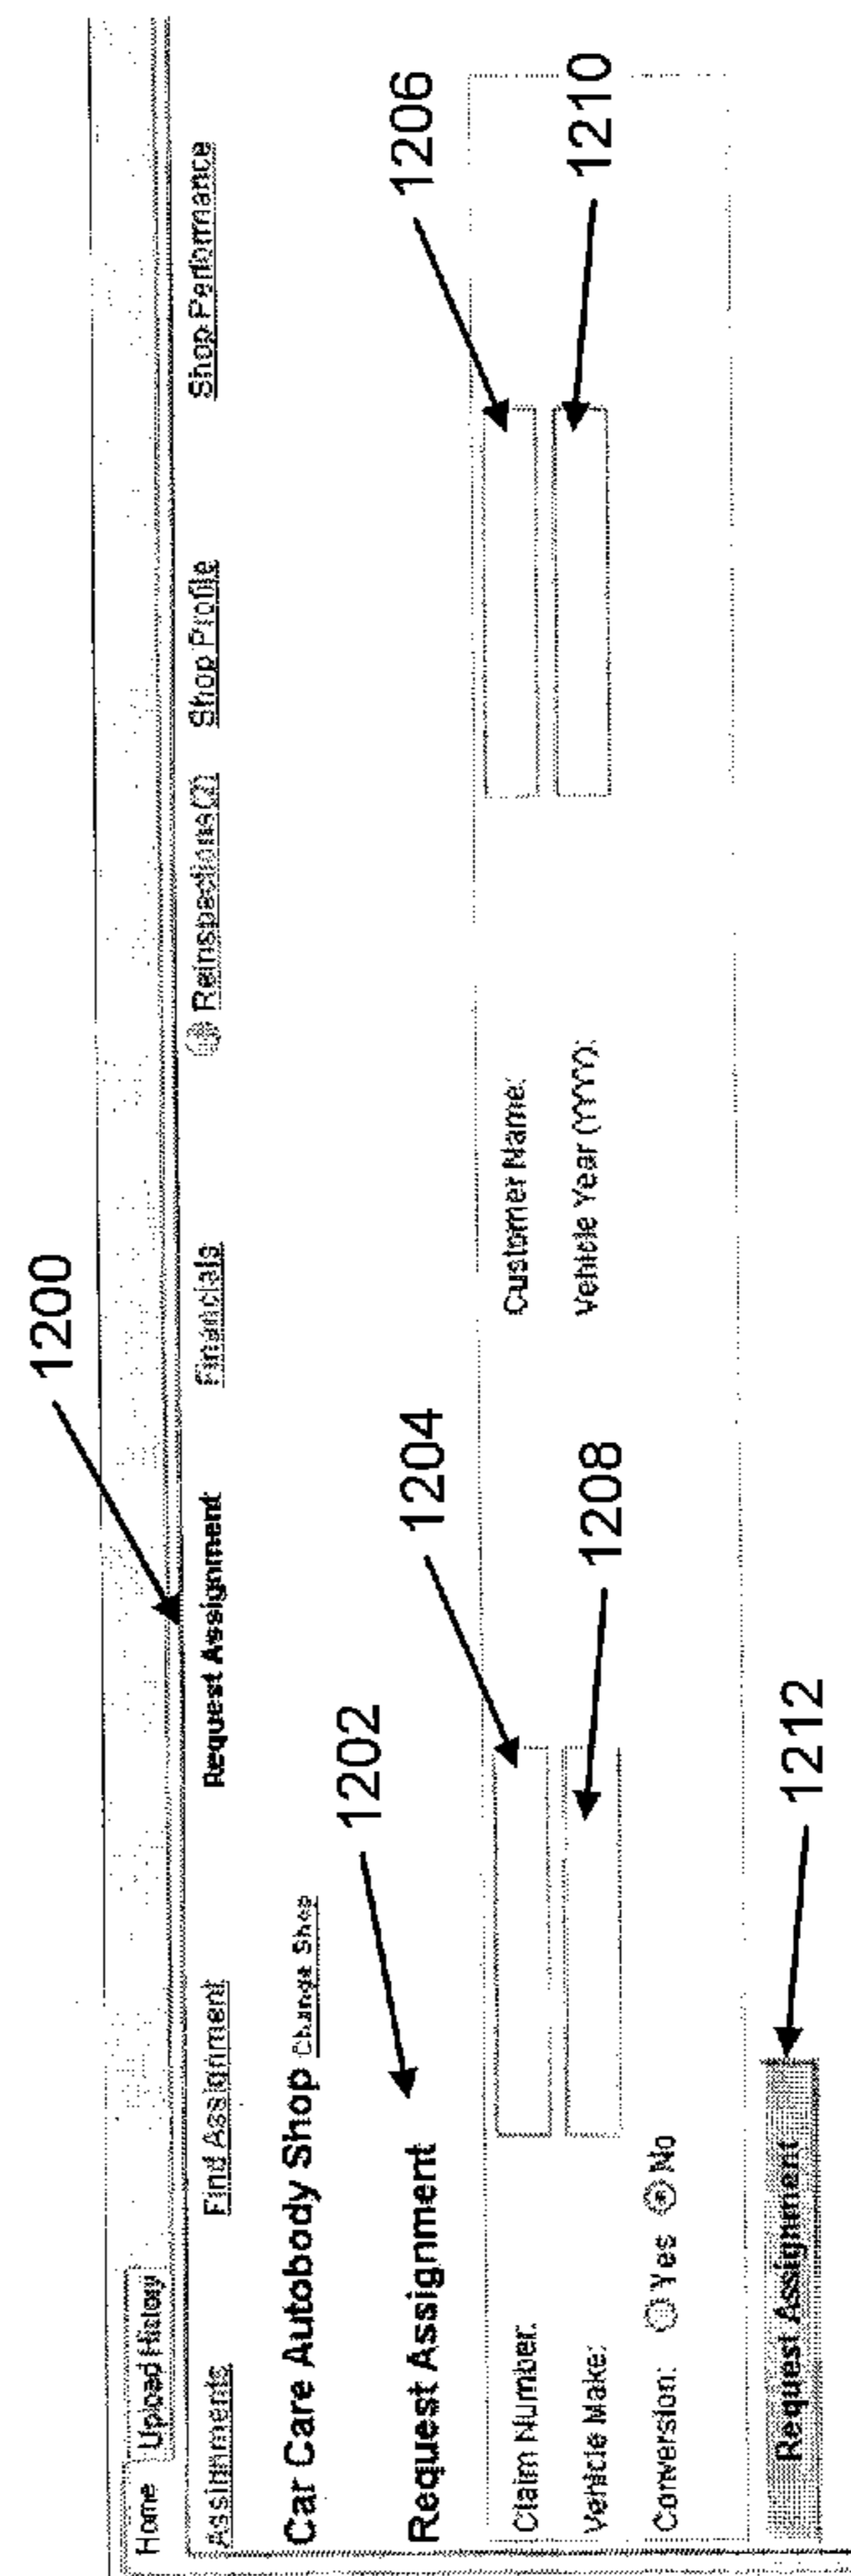 1200
Home Upload History
Assignments Find Assignment Request Assignment Financials Reinspections(2) Shop Profile Shop Performance
Car Care Autobody Shop Change Shop
1202
Request Assignment
1204 1206
Claim Number: Customer Name:
Vehicle Make: Vehicle Year (YYYY):
1208 1210
Conversion: Yes No
Request Assignment
1212